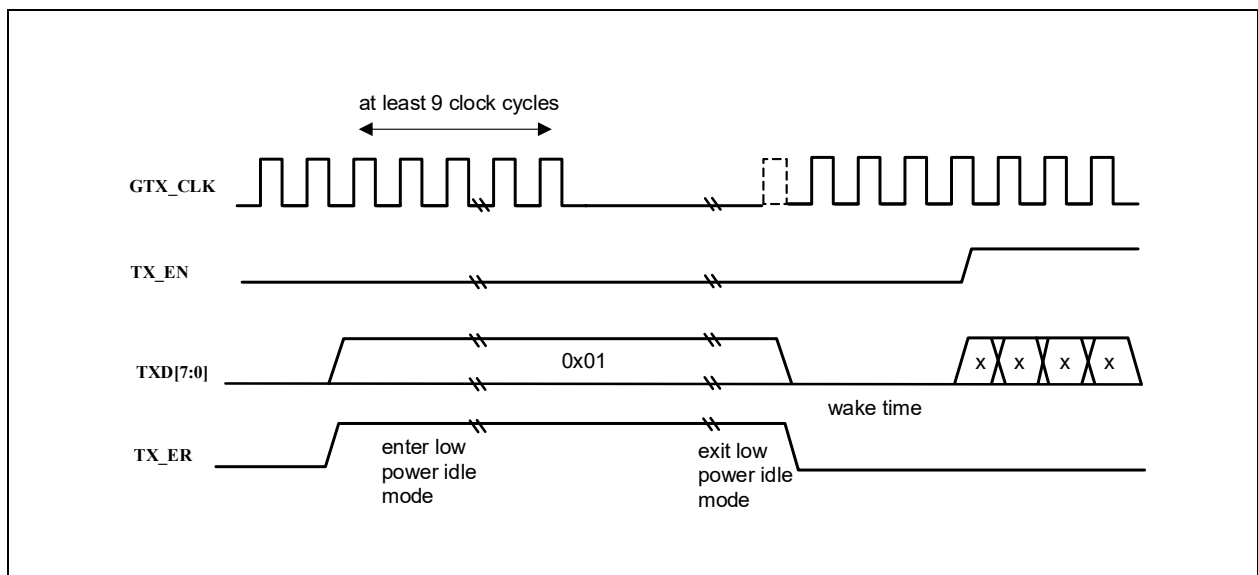 at least 9 clock cycles
GTX_CLK
TX_EN
TXD[7:0]
0x01
x x x x
wake time
TX_ER
enter low
power idle
mode
exit low
power idle
mode